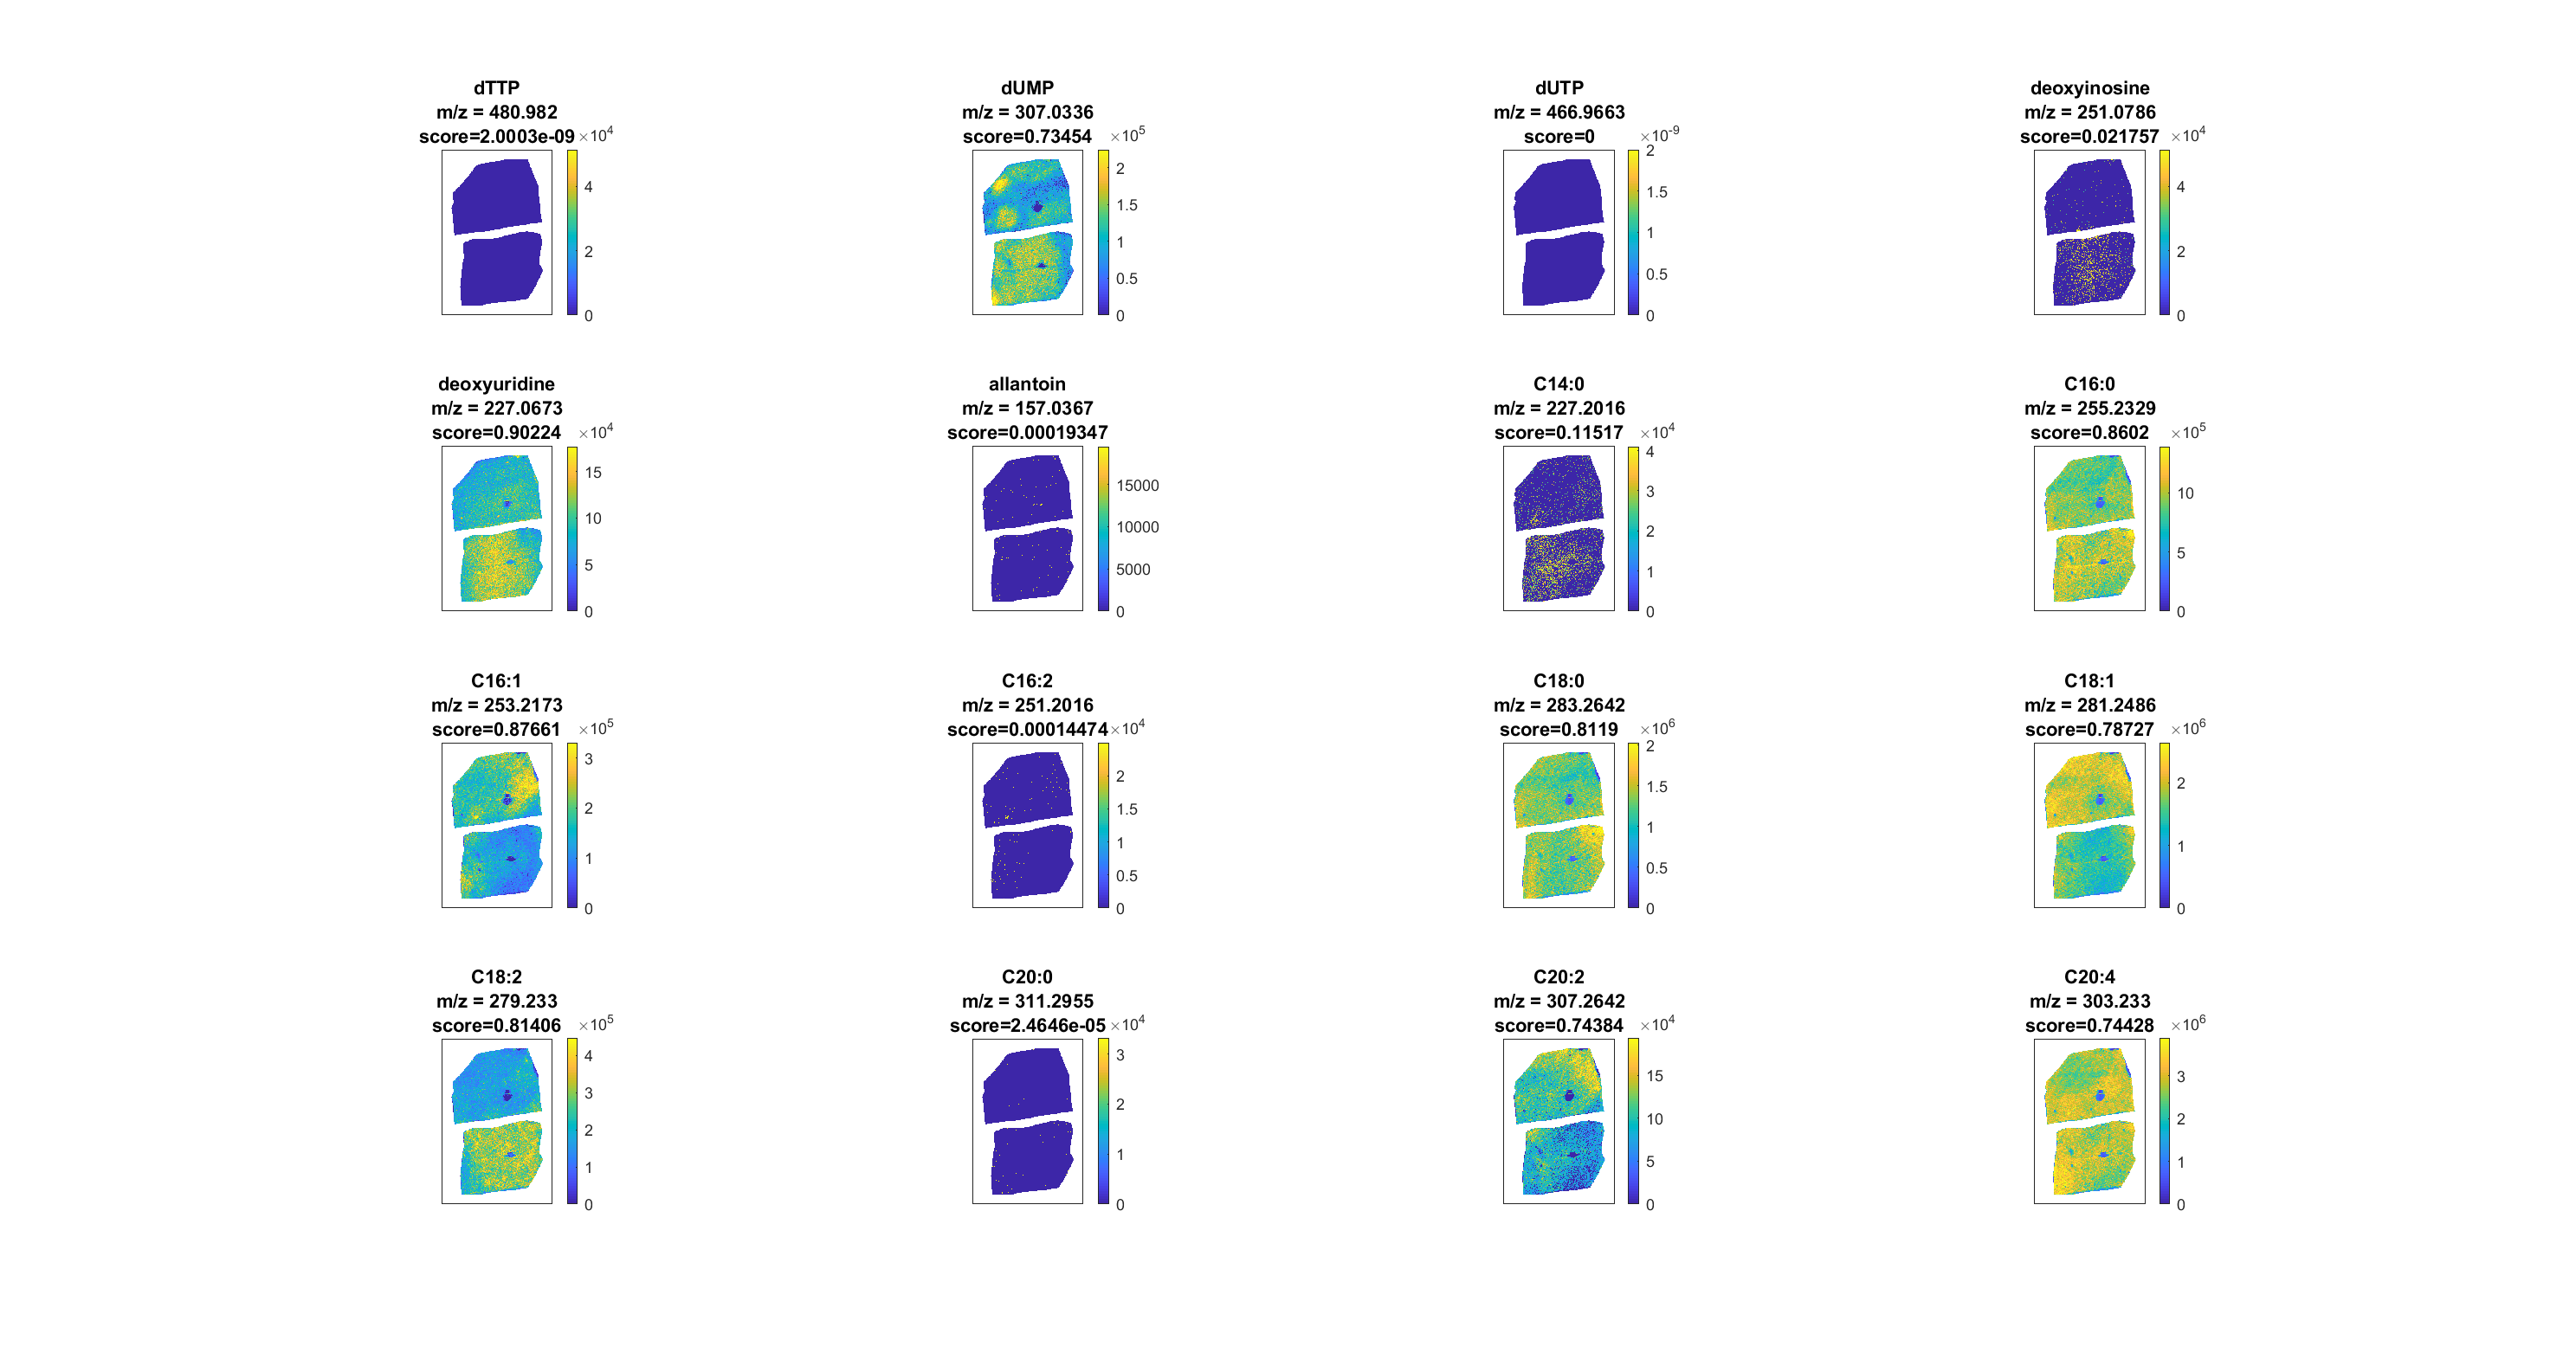 dTTP
m/z = 480.982
score=2.0003e-09 ×10^4
4
2
0
dUMP
m/z = 307.0336
score=0.73454 ×10^5
2
1.5
1
0.5
0
dUTP
m/z = 466.9663
score=0 ×10^-9
2
1.5
1
0.5
0
deoxyinosine
m/z = 251.0786
score=0.021757 ×10^4
4
2
0
deoxyuridine
m/z = 227.0673
score=0.90224 ×10^4
15
10
5
0
allantoin
m/z = 157.0367
score=0.00019347
15000
10000
5000
0
C14:0
m/z = 227.2016
score=0.11517 ×10^4
4
3
2
1
0
C16:0
m/z = 255.2329
score=0.8602 ×10^5
10
5
0
C16:1
m/z = 253.2173
score=0.87661 ×10^5
3
2
1
0
C16:2
m/z = 251.2016
score=0.00014474 ×10^4
2
1.5
1
0.5
0
C18:0
m/z = 283.2642
score=0.8119 ×10^6
2
1.5
1
0.5
0
C18:1
m/z = 281.2486
score=0.78727 ×10^6
2
1
0
C18:2
m/z = 279.233
score=0.81406 ×10^5
4
3
2
1
0
C20:0
m/z = 311.2955
score=2.4646e-05 ×10^4
3
2
1
0
C20:2
m/z = 307.2642
score=0.74384 ×10^4
15
10
5
0
C20:4
m/z = 303.233
score=0.74428 ×10^6
3
2
1
0